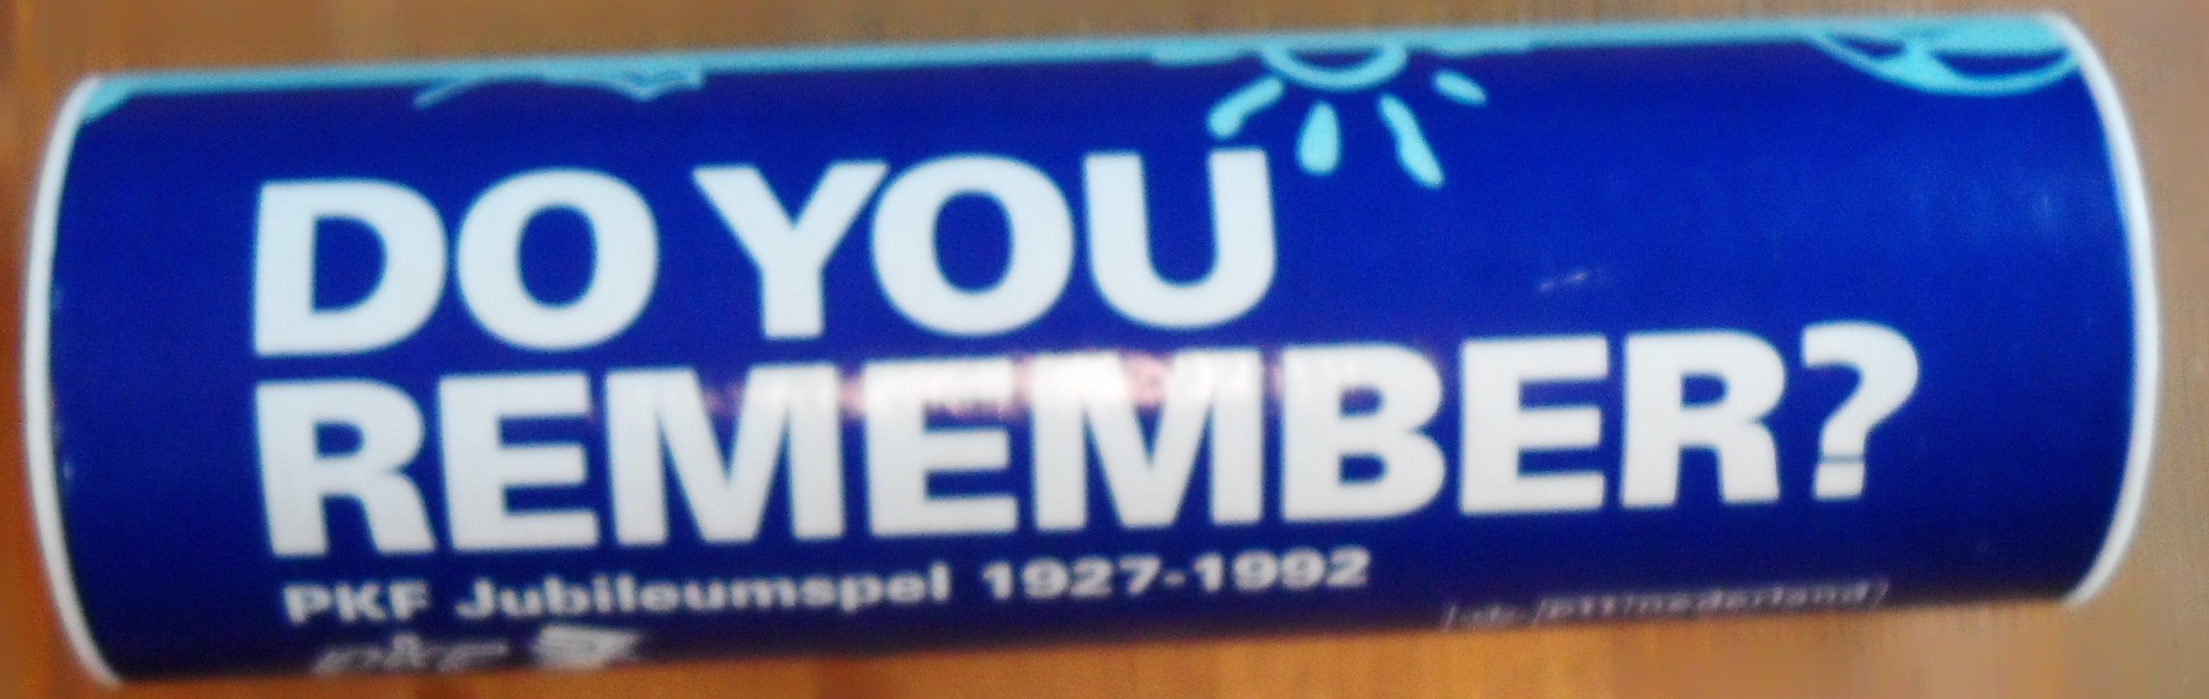 DO YOU
REMEMBER?
PKF Jubileumspel 1927-1992